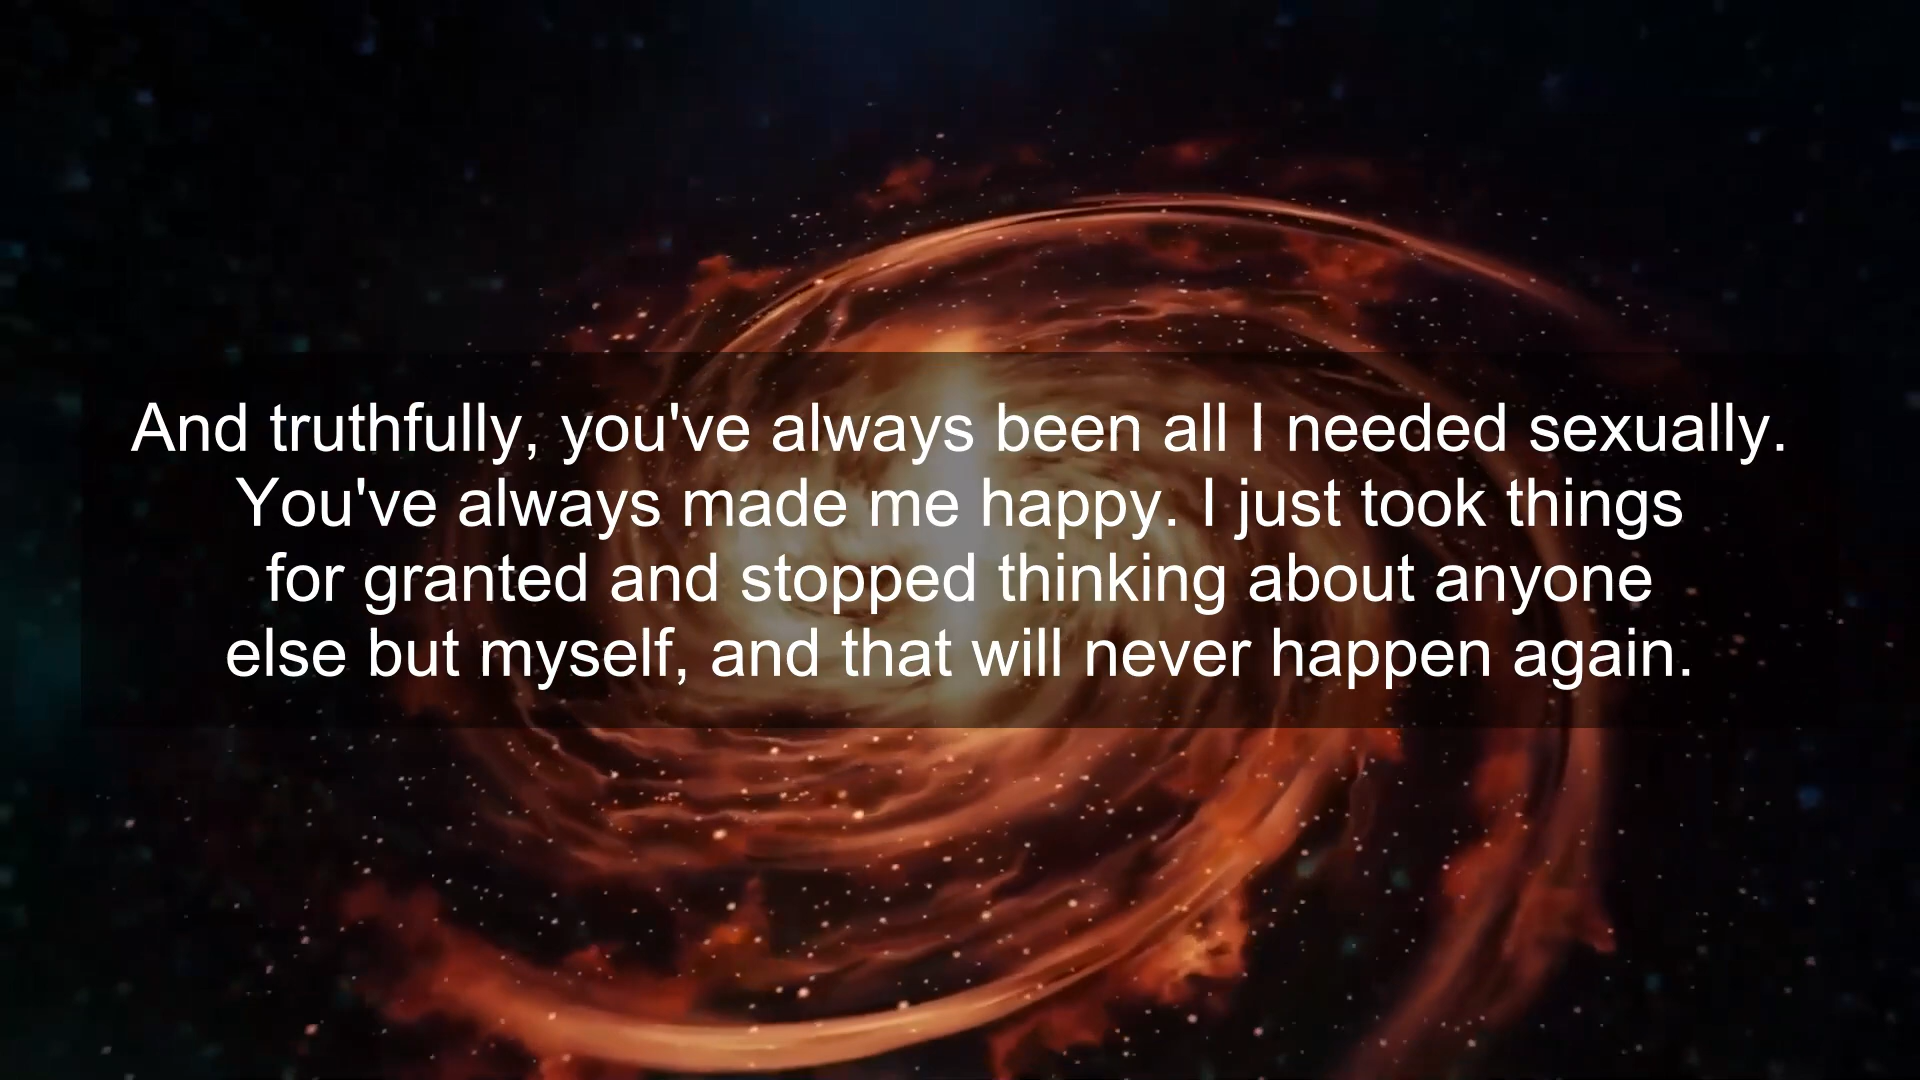 And truthfully, you've always been all I needed sexually.
You've always made me happy. I just took things
for granted and stopped thinking about anyone
else but myself, and that will never happen again.